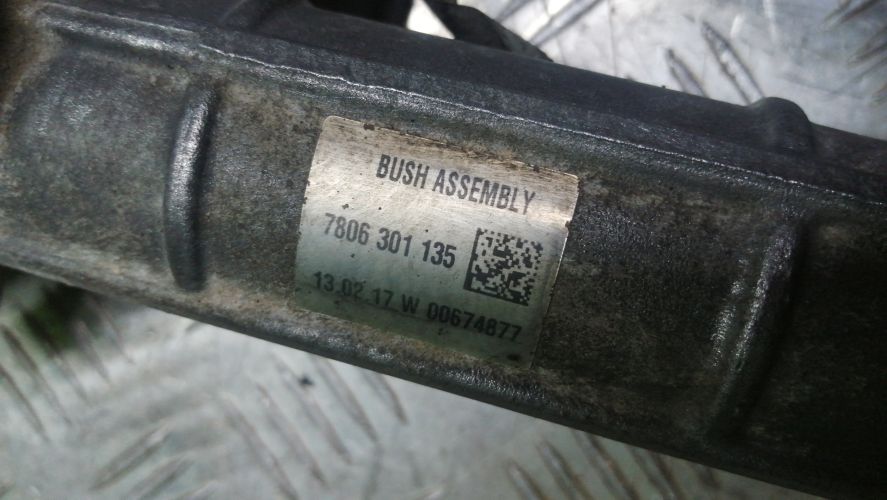 BUSH ASSEMBLY
7806 301 135
13.02.17 W 00674877